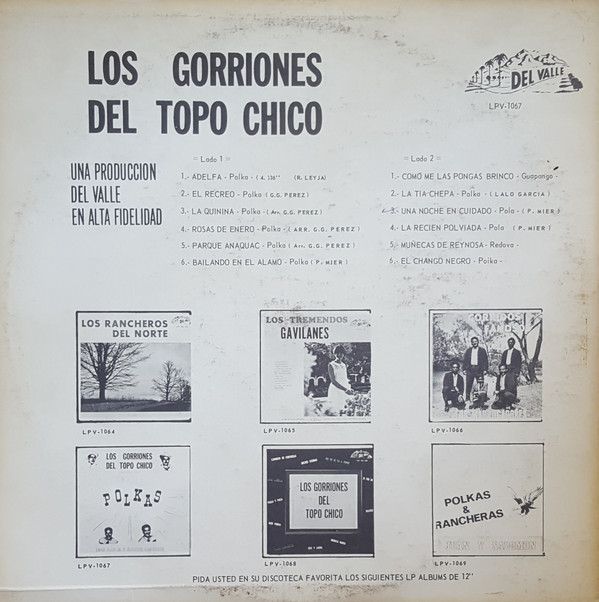 LOS GORRIONES
DEL TOPO CHICO
DEL VALLE
LPV-1067
UNA PRODUCCION
DEL VALLE
EN ALTA FIDELIDAD
= Lado 1 =
1.- ADELFA - Polka - ( 4.)36'' (R. LEYJA)
2.- EL RECREO - Polka ( G.G. PEREZ )
3.- LA QUININA - Polka - ( Arr. G.G. PEREZ )
4.- ROSAS DE ENERO - Polka - ( ARR. G.G. PEREZ )
5.- PARQUE ANAQUAC - Polka ( Arr. G.G. PEREZ )
6.- BAILANDO EN EL ALAMO - Polka ( P. MIER )
= Lado 2 =
1.- COMO ME LAS PONGAS BRINCO - Guapango -
2.- LA TIA CHEPA - Polka - ( LALO GARCIA )
3.- UNA NOCHE EN CUIDADO - Pola - ( P. MIER )
4.- LA RECIEN POLVIADA - Pola ( P. MIER )
5.- MUÑECAS DE REYNOSA - Redova -
6.- EL CHANGO NEGRO - Polka -
LOS RANCHEROS
DEL NORTE
LPV-1064
LOS TREMENDOS
GAVILANES
LPV-1065
LPV-1066
LOS GORRIONES
DEL TOPO CHICO
POLKAS
LPV-1067
LOS GORRIONES
DEL
TOPO CHICO
LPV-1068
POLKAS
&
RANCHERAS
JUAN Y SALOMON
LPV-1069
PIDA USTED EN SU DISCOTECA FAVORITA LOS SIGUIENTES LP ALBUMS DE 12''